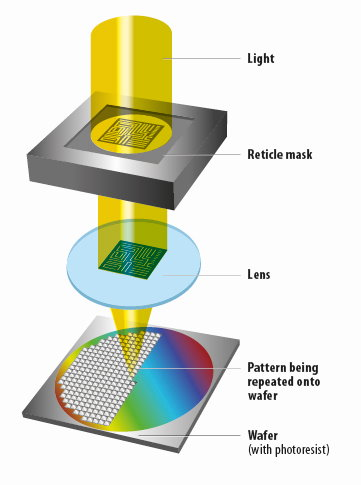 Light
Reticle mask
Lens
Pattern being
repeated onto
wafer
Wafer
(with photoresist)